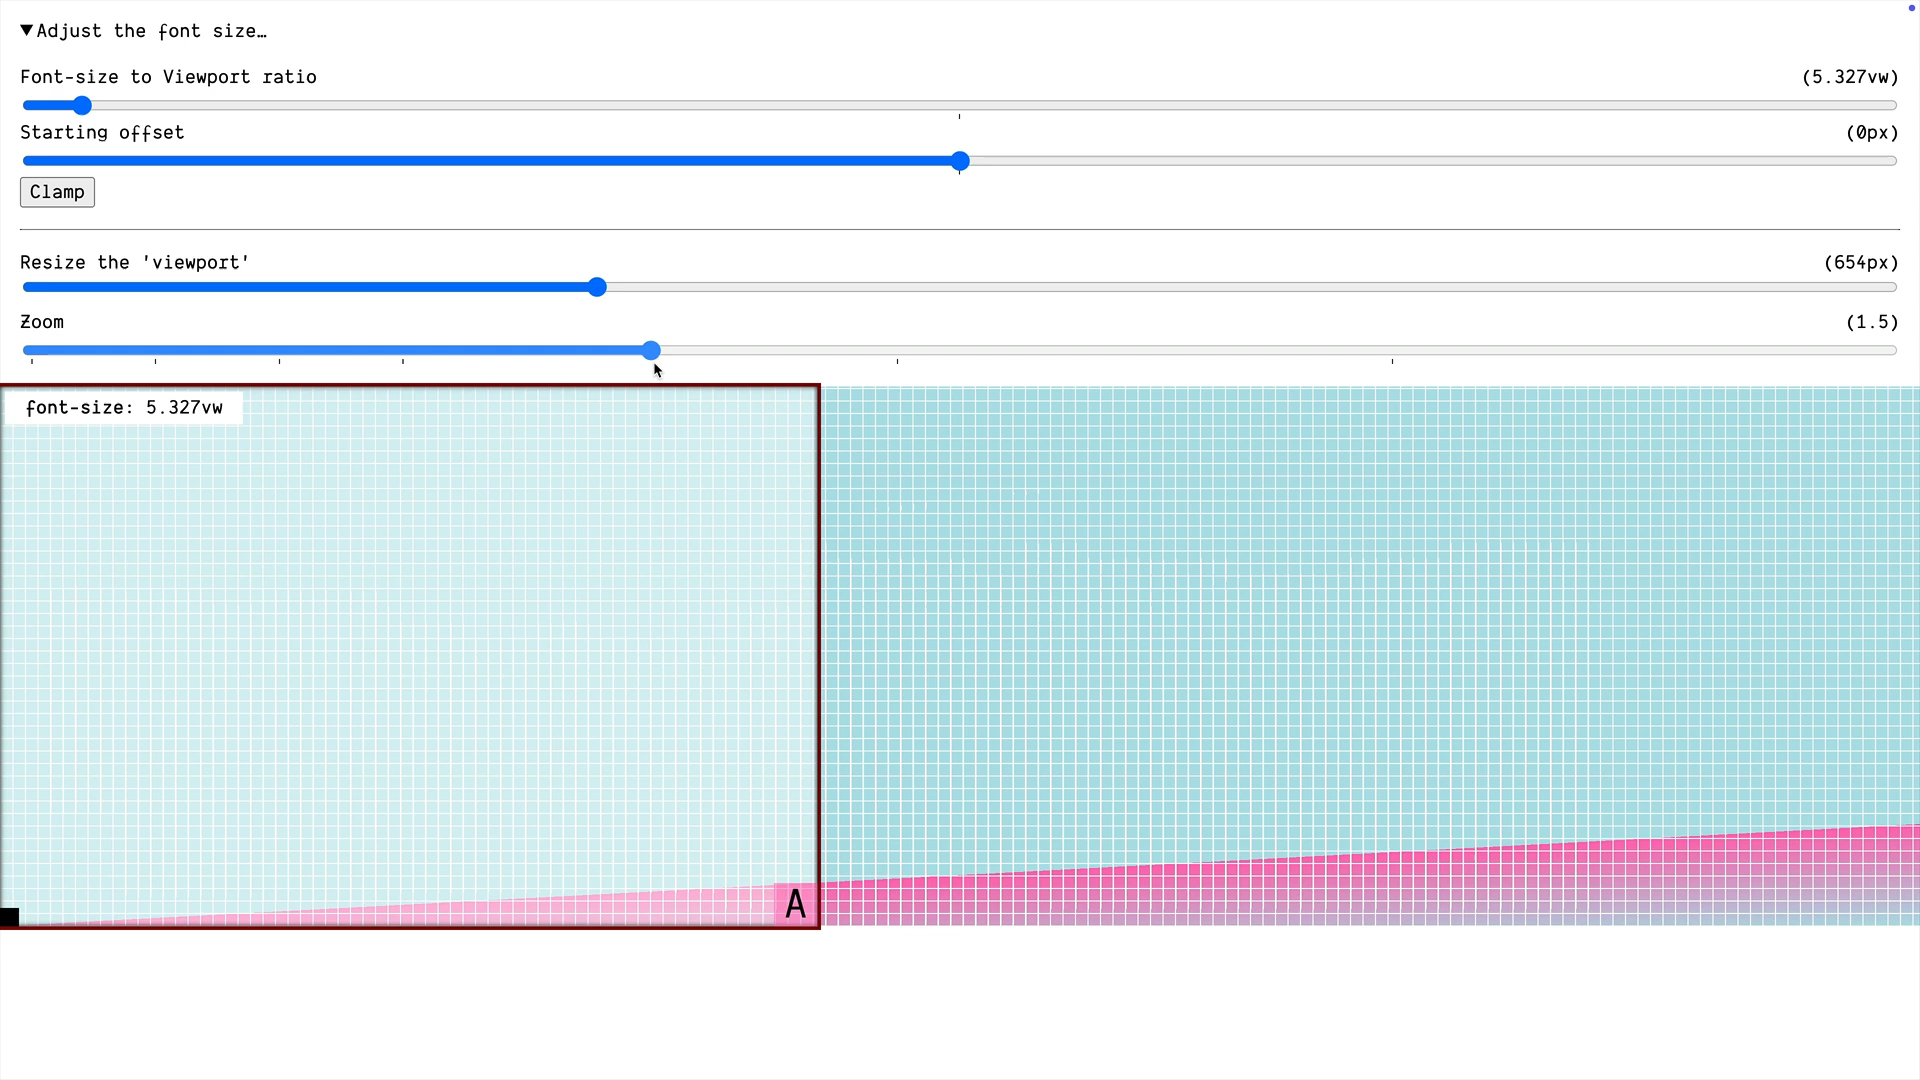 ▼Adjust the font size…
Font-size to Viewport ratio (5.327vw)
Starting offset (0px)
Clamp
Resize the 'viewport' (654px)
Zoom (1.5)
font-size: 5.327vw
A